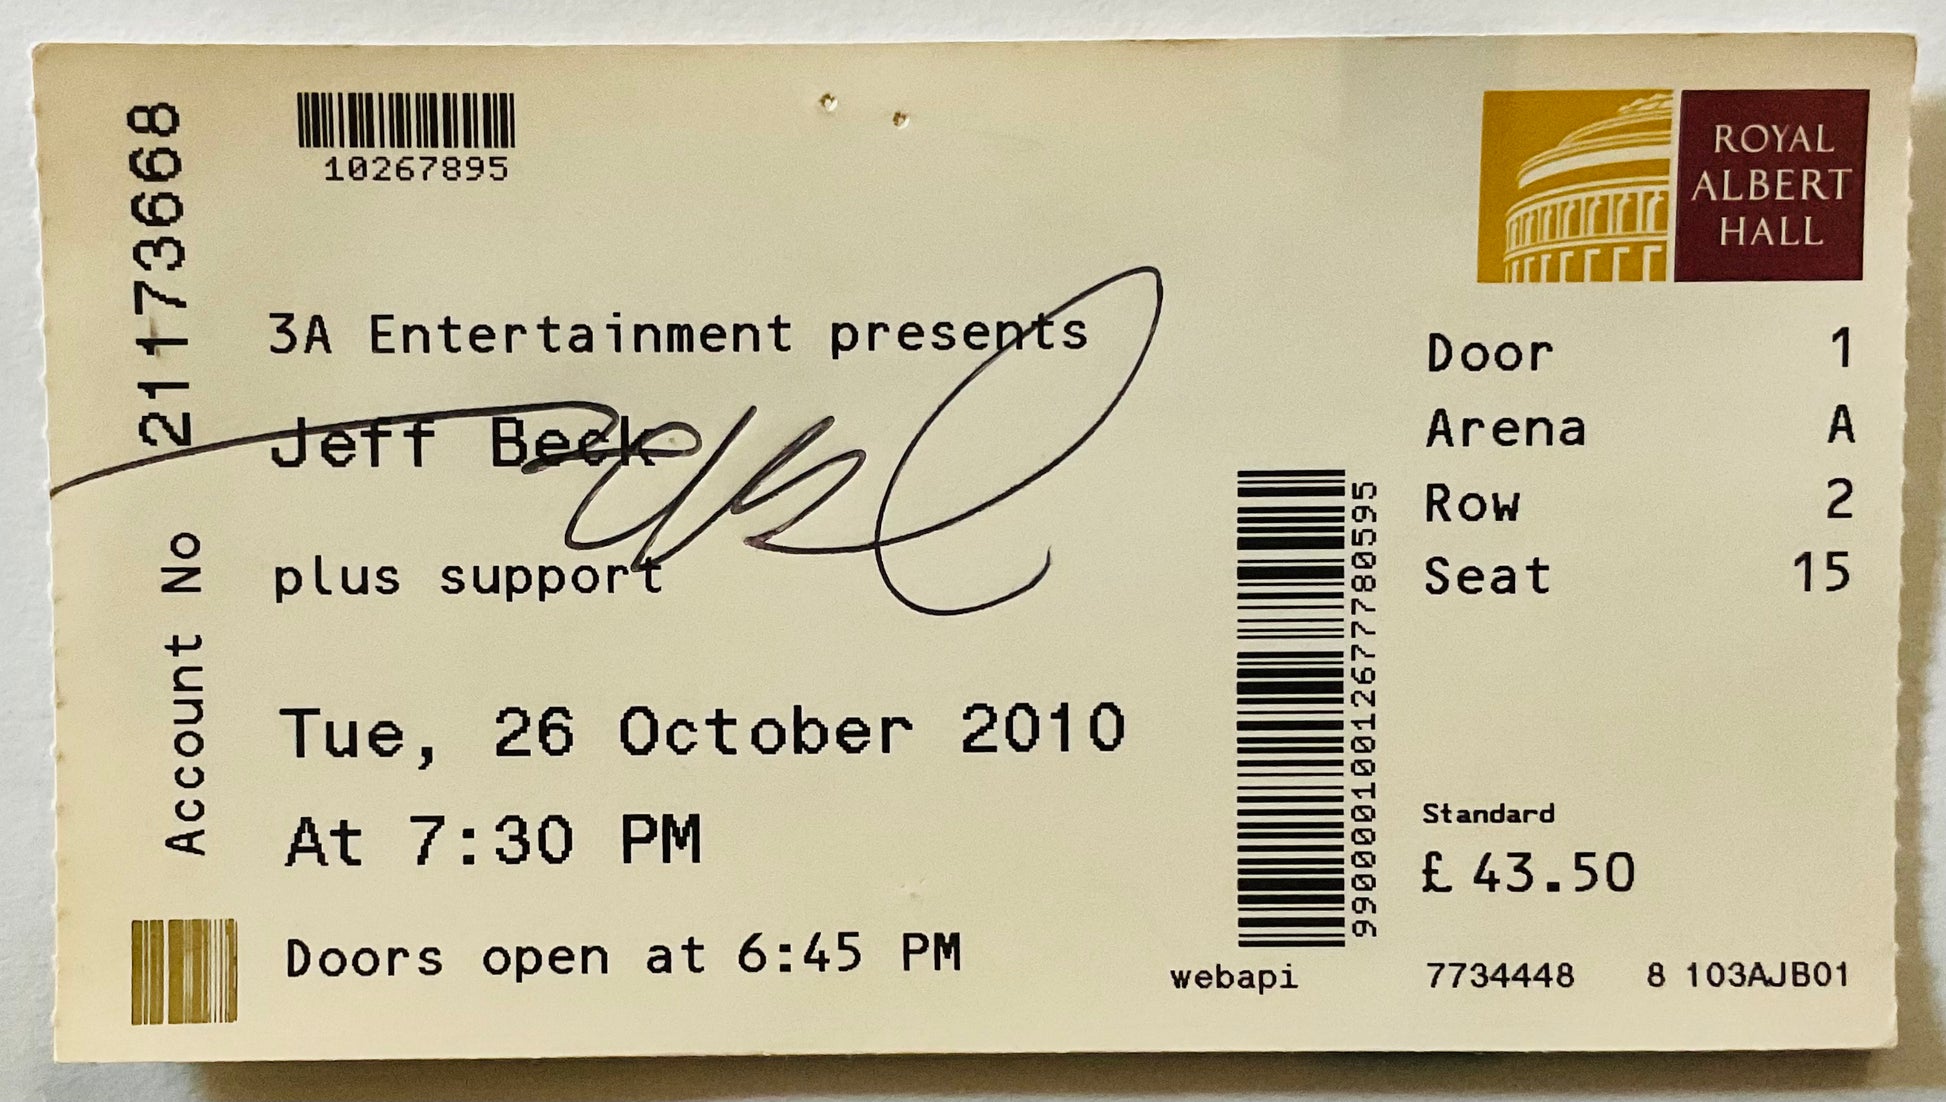 Account No 21173668
10267895
ROYAL
ALBERT
HALL
3A Entertainment presents
Jeff Beck
plus support
Tue, 26 October 2010
At 7:30 PM
Doors open at 6:45 PM
webapi
990000010012677780595
Door 1
Arena A
Row 2
Seat 15
Standard
£ 43.50
7734448 8 103AJB01